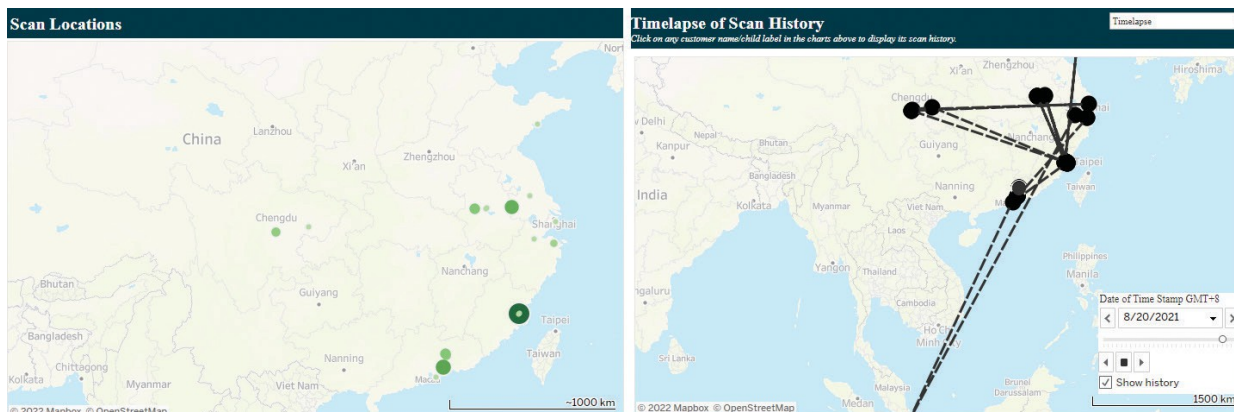 Scan Locations
China
Lanzhou
Xi'an
Zhengzhou
Chengdu
Shanghai
Nanchang
Bhutan
Guiyang
Taipei
Bangladesh
Nanning
Taiwan
Kolkata
Chittagong
Myanmar
Viet Nam
Macau
© 2022 Mapbox © OpenStreetMap
~1000 km
Timelapse of Scan History
Click on any customer name/child label in the charts above to display its scan history.
Timelapse
Xi'an
Zhengzhou
Hiroshima
Chengdu
w Delhi
Nepal
Nanchang
Kanpur
Bhutan
Guiyang
Taipei
Bangladesh
India
Nanning
Taiwan
Kolkata
Myanmar
Viet Nam
Laos
Yangon
Thailand
Philippines
Manila
Cambodia
Ho Chi
Minh City
Sri Lanka
Malaysia
Medan
Brunei
Darussalam
Date of Time Stamp GMT+8
8/20/2021
Show history
© 2022 Mapbox © OpenStreetMap
1500 km